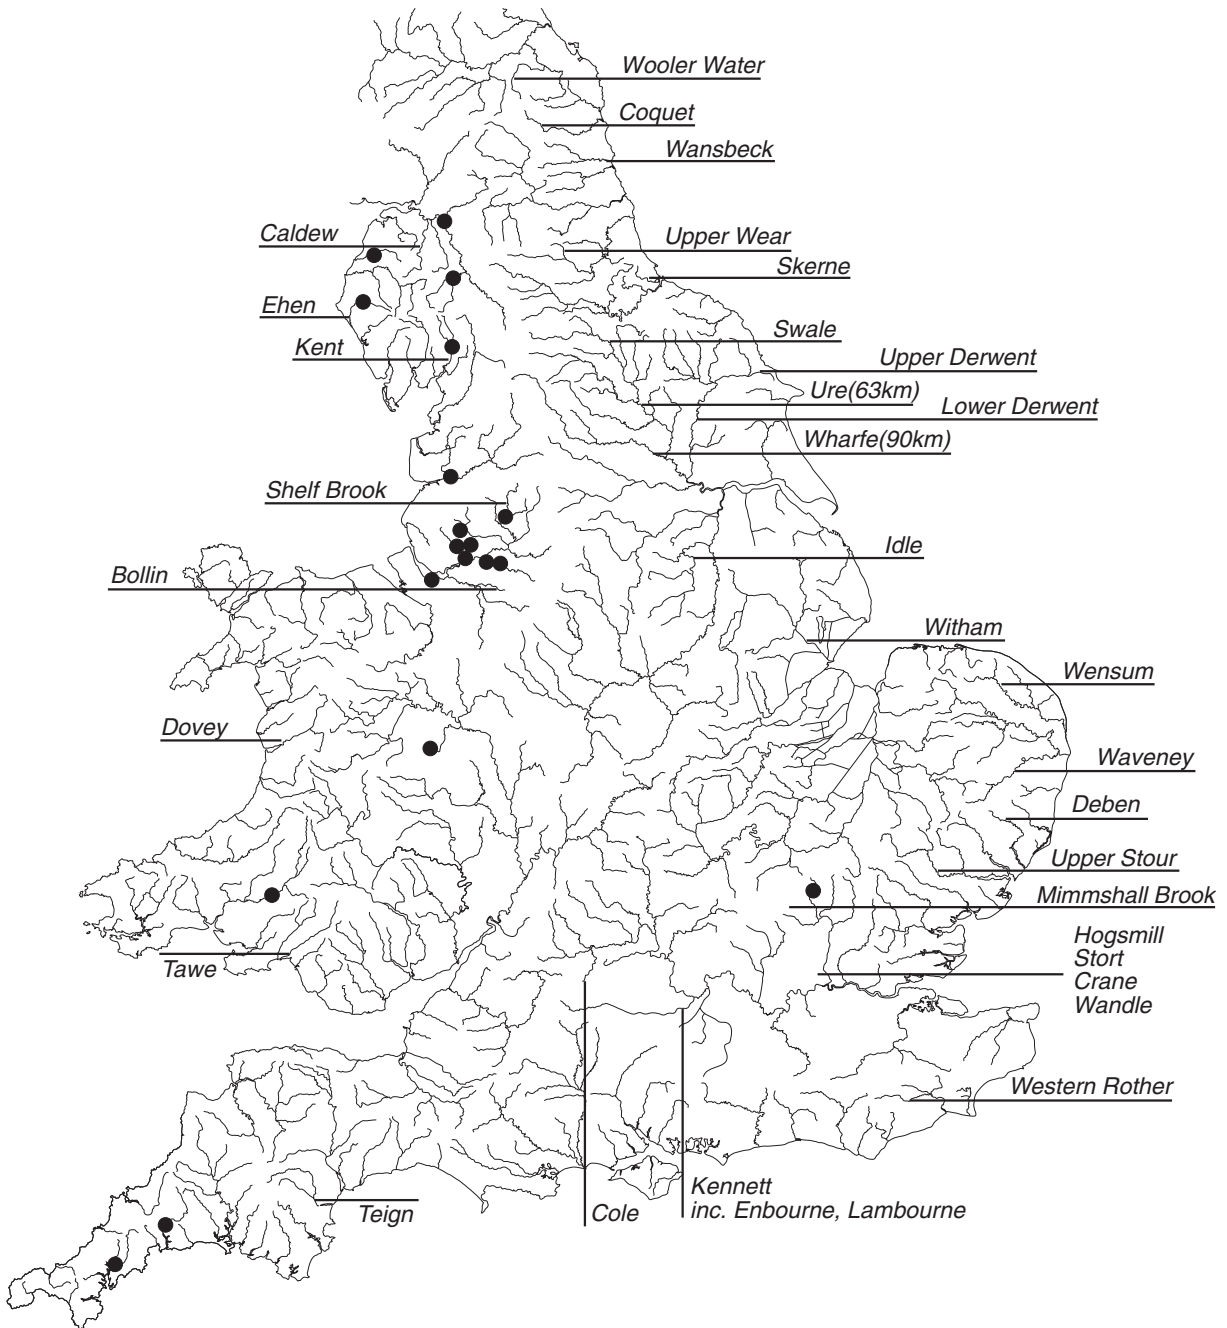 Wooler Water
Coquet
Wansbeck
Caldew
Upper Wear
Skerne
Ehen
Swale
Kent
Upper Derwent
Ure(63km)
Lower Derwent
Wharfe(90km)
Shelf Brook
Idle
Bollin
Witham
Wensum
Dovey
Waveney
Deben
Upper Stour
Mimmshall Brook
Hogsmill
Stort
Crane
Wandle
Tawe
Western Rother
Kennett
inc. Enbourne, Lambourne
Teign
Cole